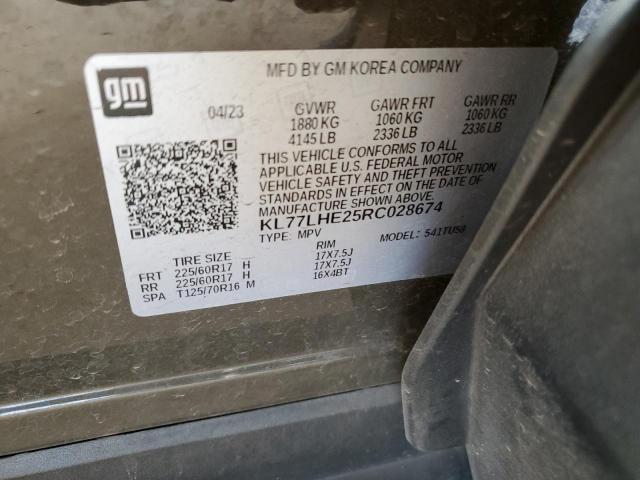 gm
MFD BY GM KOREA COMPANY
04/23 GVWR GAWR FRT GAWR RR
1880 KG 1060 KG 1060 KG
4145 LB 2336 LB 2336 LB
THIS VEHICLE CONFORMS TO ALL
APPLICABLE U.S. FEDERAL MOTOR
VEHICLE SAFETY AND THEFT PREVENTION
STANDARDS IN EFFECT ON THE DATE OF
MANUFACTURE SHOWN ABOVE.
KL77LHE25RC028674
TYPE: MPV MODEL: 541TU58
TIRE SIZE RIM
FRT 225/60R17 H 17X7.5J
RR 225/60R17 H 17X7.5J
SPA T125/70R16 M 16X4BT